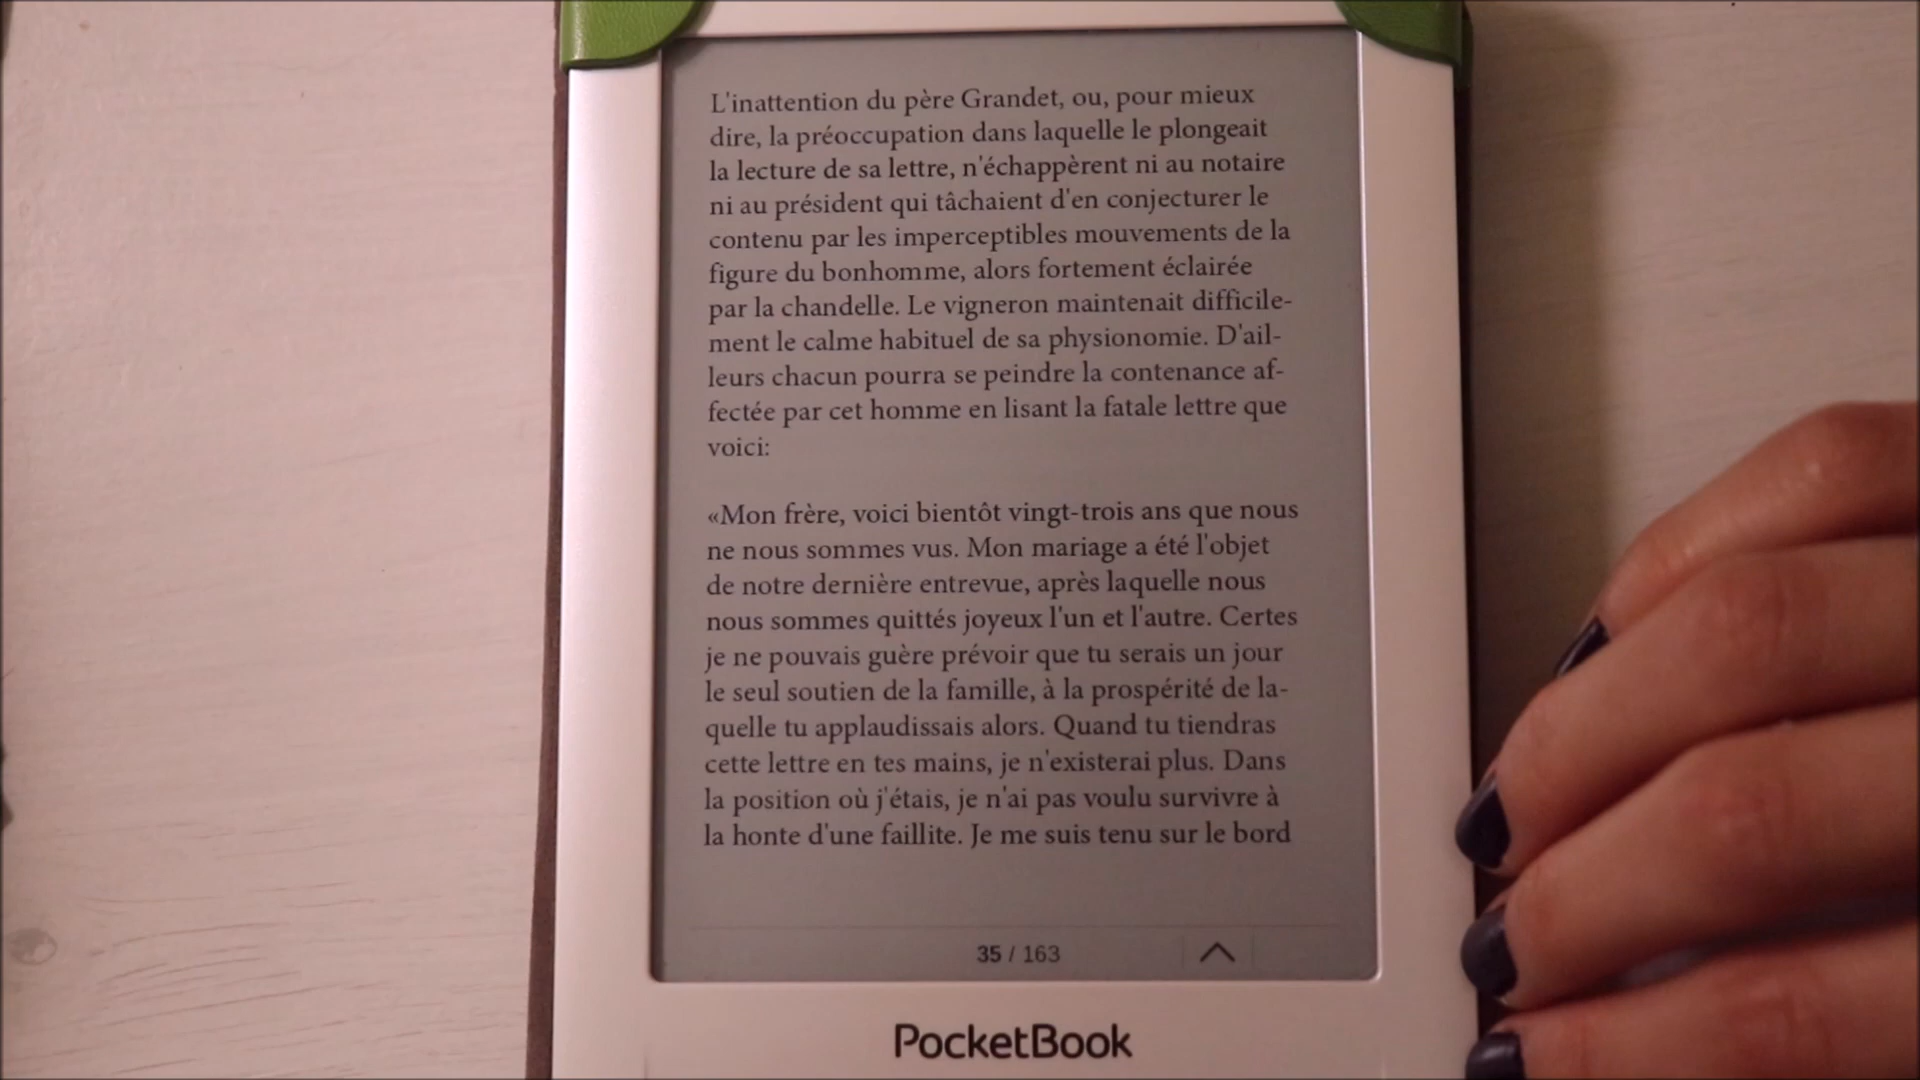 L'inattention du père Grandet, ou, pour mieux
dire, la préoccupation dans laquelle le plongeait
la lecture de sa lettre, n'échappèrent ni au notaire
ni au président qui tâchaient d'en conjecturer le
contenu par les imperceptibles mouvements de la
figure du bonhomme, alors fortement éclairée
par la chandelle. Le vigneron maintenait difficile-
ment le calme habituel de sa physionomie. D'ail-
leurs chacun pourra se peindre la contenance af-
fectée par cet homme en lisant la fatale lettre que
voici:
«Mon frère, voici bientôt vingt-trois ans que nous
ne nous sommes vus. Mon mariage a été l'objet
de notre dernière entrevue, après laquelle nous
nous sommes quittés joyeux l'un et l'autre. Certes
je ne pouvais guère prévoir que tu serais un jour
le seul soutien de la famille, à la prospérité de la-
quelle tu applaudissais alors. Quand tu tiendras
cette lettre en tes mains, je n'existerai plus. Dans
la position où j'étais, je n'ai pas voulu survivre à
la honte d'une faillite. Je me suis tenu sur le bord
35 / 163
PocketBook